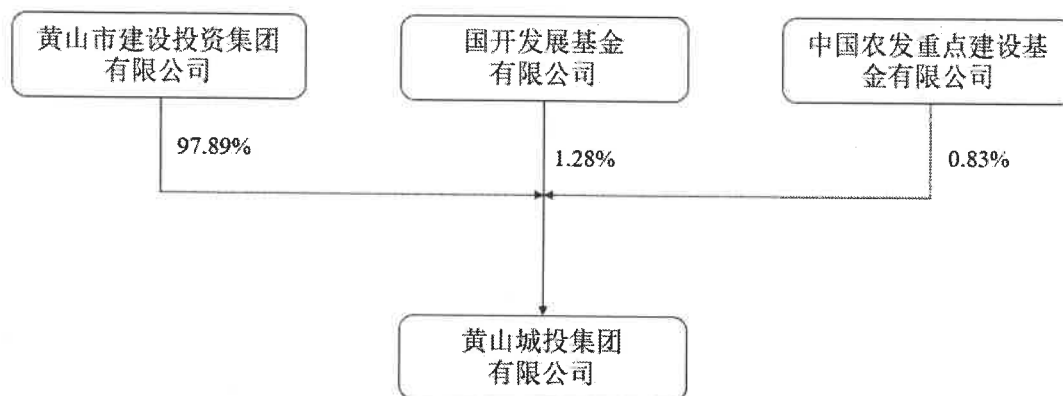 黄山市建设投资集团
有限公司
国开发展基金
有限公司
中国农发重点建设基
金有限公司
97.89%
1.28%
0.83%
黄山城投集团
有限公司